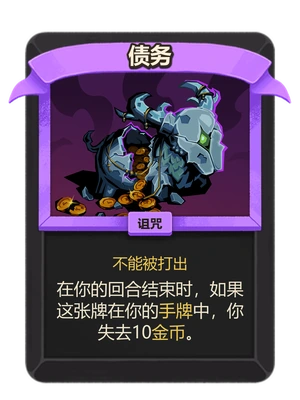 债务
诅咒
不能被打出
在你的回合结束时，如果
这张牌在你的手牌中，你
失去10金币。